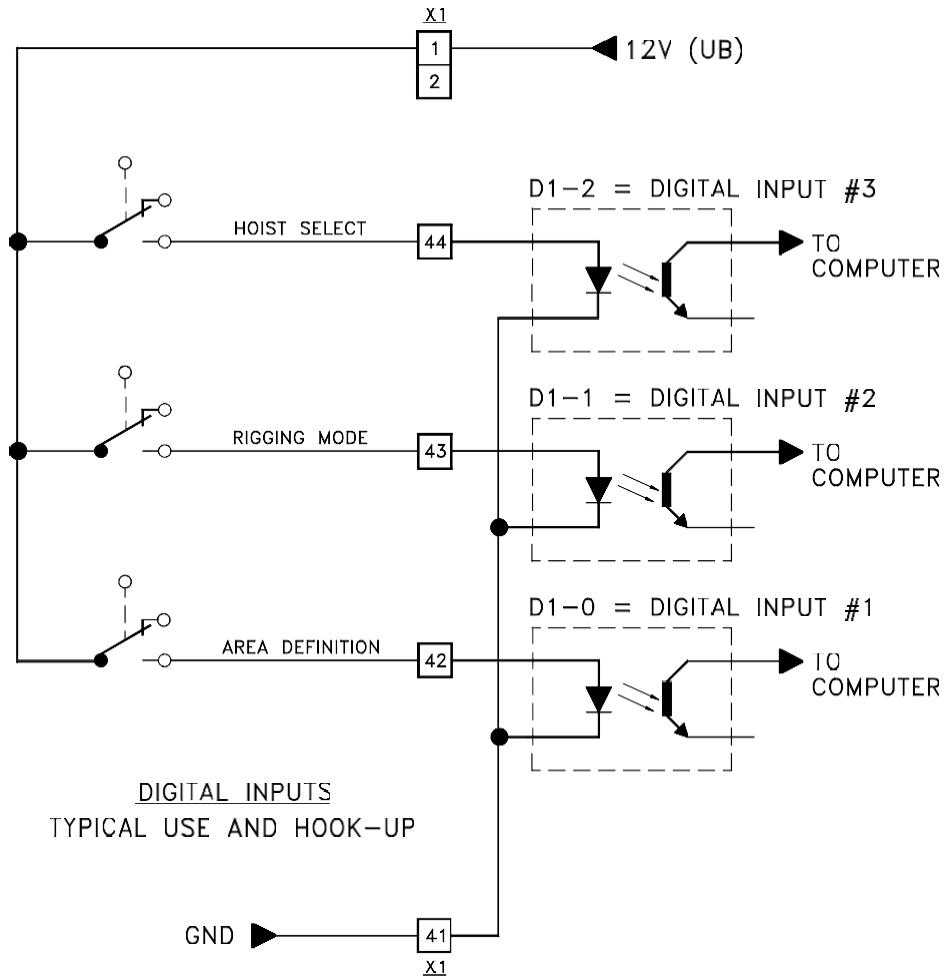 X1
1
12V (UB)
2
D1-2 = DIGITAL INPUT #3
HOIST SELECT
44
TO
COMPUTER
D1-1 = DIGITAL INPUT #2
RIGGING MODE
43
TO
COMPUTER
D1-0 = DIGITAL INPUT #1
AREA DEFINITION
42
TO
COMPUTER
DIGITAL INPUTS
TYPICAL USE AND HOOK-UP
GND
41
X1